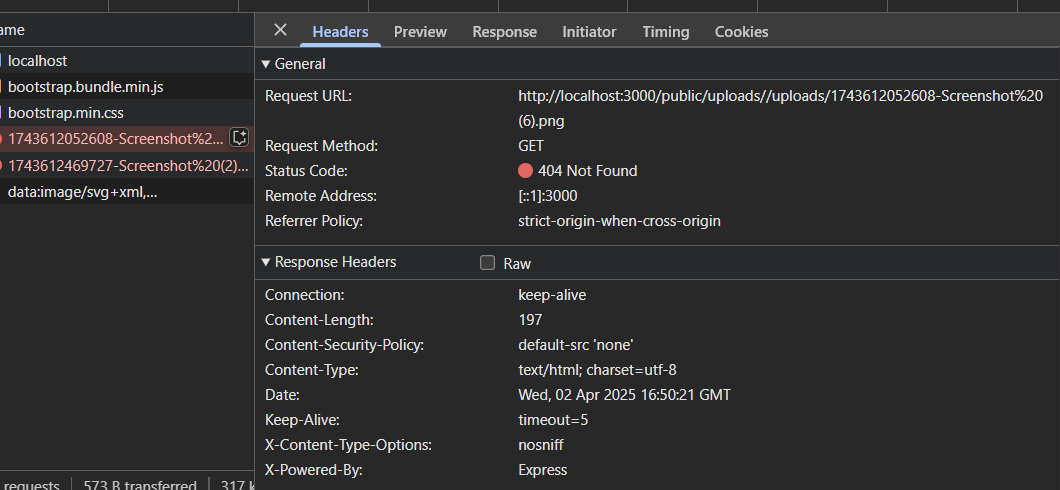 ame
localhost
bootstrap.bundle.min.js
bootstrap.min.css
1743612052608-Screenshot%2...
1743612469727-Screenshot%20(2)...
data:image/svg+xml,...
requests
573 B transferred
317 k
Headers
Preview
Response
Initiator
Timing
Cookies
General
Request URL:
http://localhost:3000/public/uploads//uploads/1743612052608-Screenshot%20
(6).png
Request Method:
GET
Status Code:
404 Not Found
Remote Address:
[::1]:3000
Referrer Policy:
strict-origin-when-cross-origin
Response Headers
Raw
Connection:
keep-alive
Content-Length:
197
Content-Security-Policy:
default-src 'none'
Content-Type:
text/html; charset=utf-8
Date:
Wed, 02 Apr 2025 16:50:21 GMT
Keep-Alive:
timeout=5
X-Content-Type-Options:
nosniff
X-Powered-By:
Express